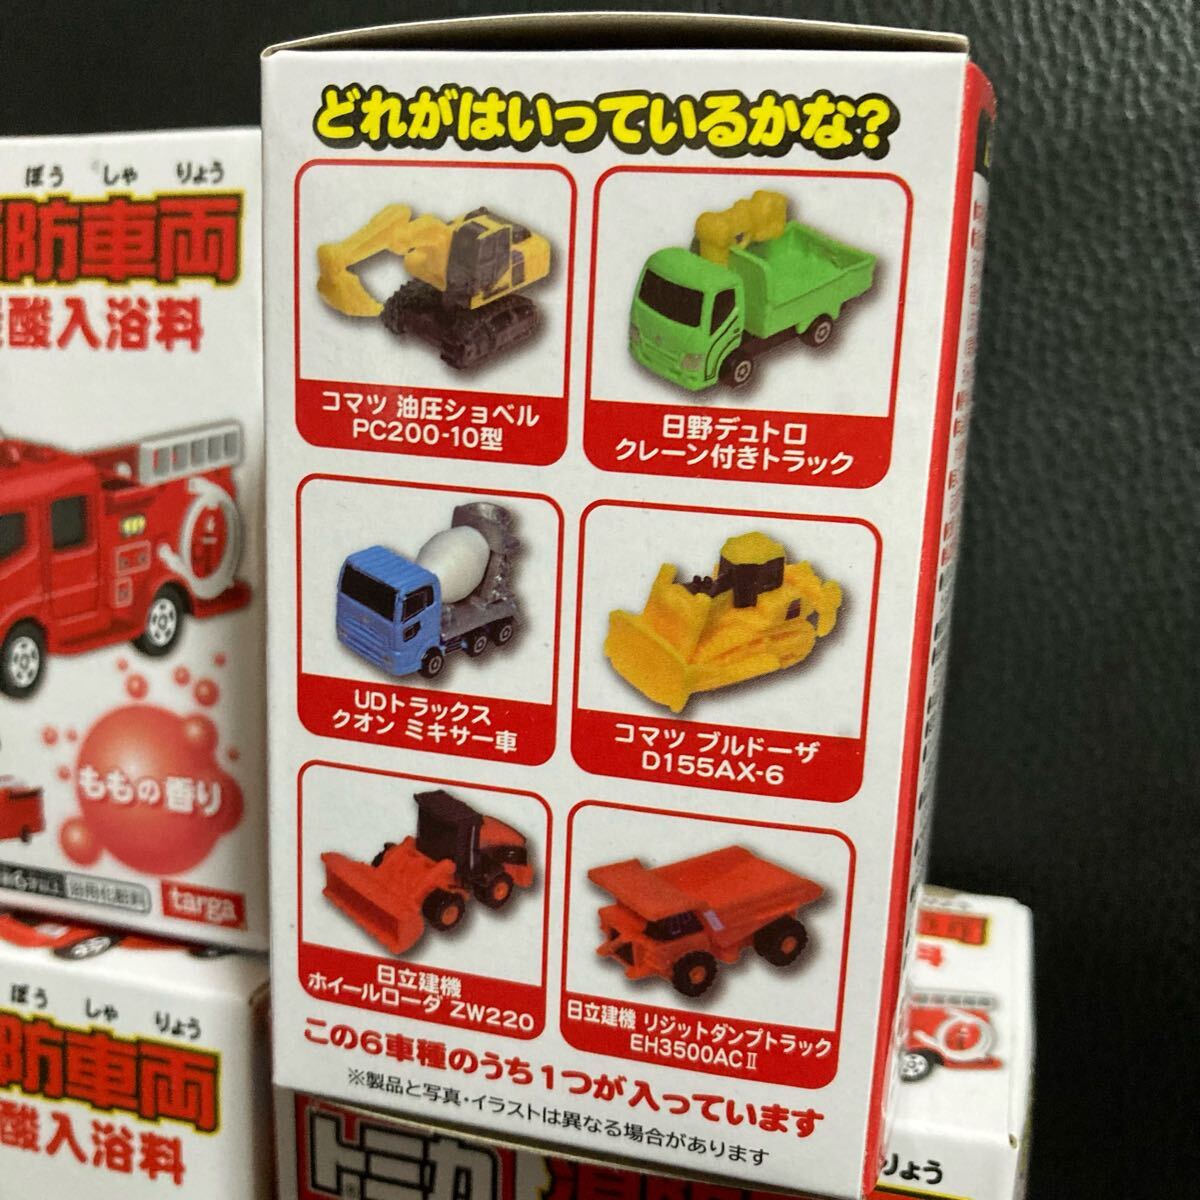 どれがはいっているかな?
コマツ 油圧ショベル
PC200-10型
日野デュトロ
クレーン付きトラック
UDトラックス
クオン ミキサー車
コマツ ブルドーザ
D155AX-6
日立建機
ホイールローダ ZW220
日立建機 リジットダンプトラック
EH3500ACⅡ
この6車種のうち1つが入っています
※製品と写真・イラストは異なる場合があります
ぼう しゃ りょう
防車両
酸入浴料
ももの香り
浴用化粧料
targa
ぼう しゃ りょう
防車両
酸入浴料
トミカ
りょう